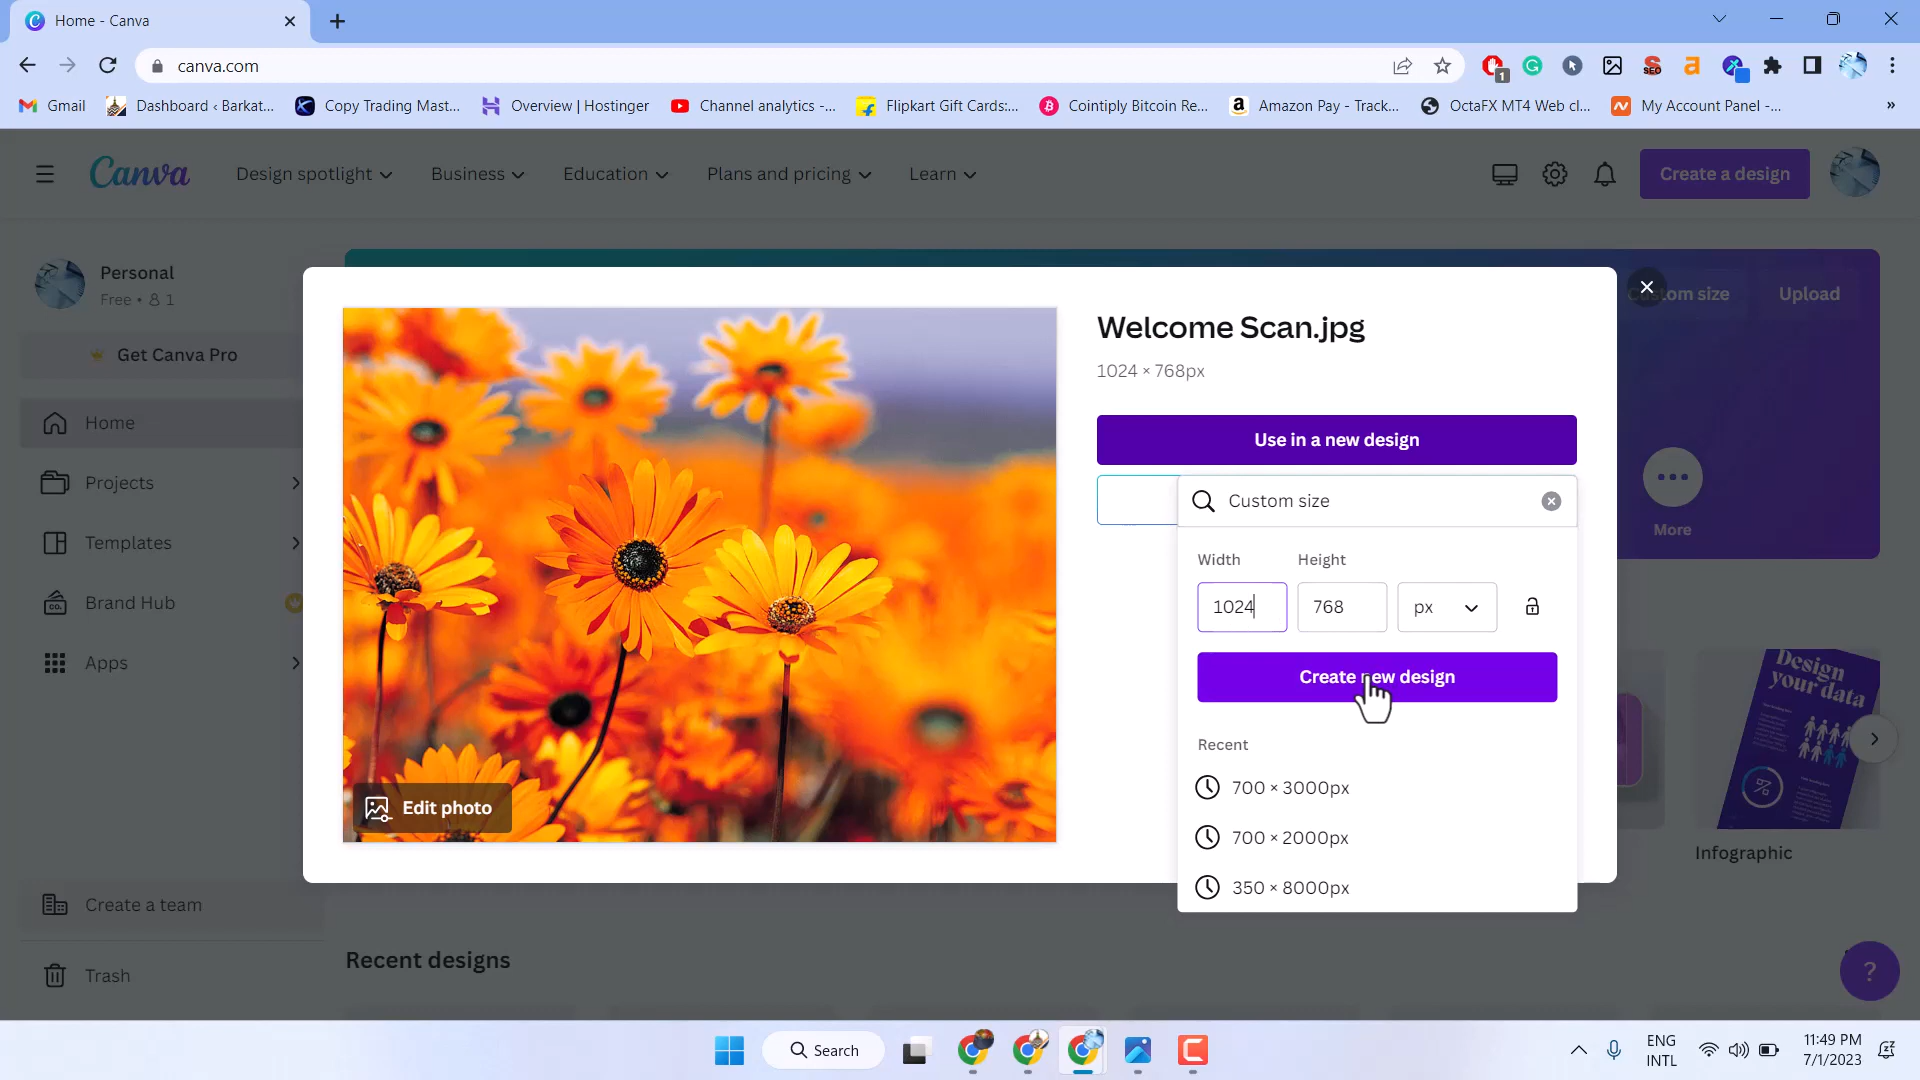 Home - Canva
canva.com
1
Gmail
Dashboard ‹ Barkat...
Copy Trading Mast...
Overview | Hostinger
Channel analytics -...
Flipkart Gift Cards:...
Cointiply Bitcoin Re...
Amazon Pay - Track...
OctaFX MT4 Web cl...
My Account Panel -...
»
Canva
Design spotlight
Business
Education
Plans and pricing
Learn
Create a design
Personal
Free • 1
Get Canva Pro
Home
Projects
Templates
Brand Hub
Apps
Create a team
Trash
Custom size
Upload
More
Welcome Scan.jpg
1024 × 768px
Use in a new design
Custom size
Width
Height
1024
768
px
Create new design
Recent
700 × 3000px
700 × 2000px
350 × 8000px
Edit photo
Design
your data
Infographic
Recent designs
?
Search
ENG
INTL
11:49 PM
7/1/2023